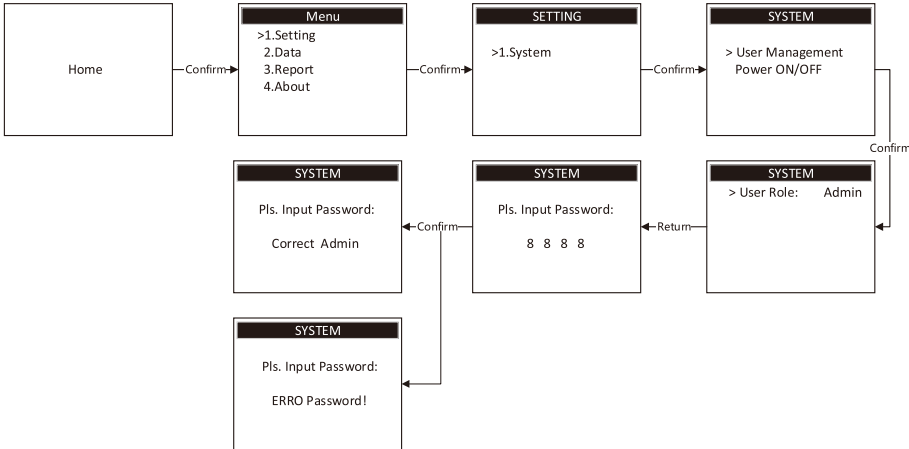 Home
Confirm
Menu
>1.Setting
2.Data
3.Report
4.About
Confirm
SETTING
>1.System
Confirm
SYSTEM
> User Management
Power ON/OFF
Confirm
SYSTEM
> User Role: Admin
Return
SYSTEM
Pls. Input Password:
8 8 8 8
Confirm
SYSTEM
Pls. Input Password:
Correct Admin
SYSTEM
Pls. Input Password:
ERRO Password!